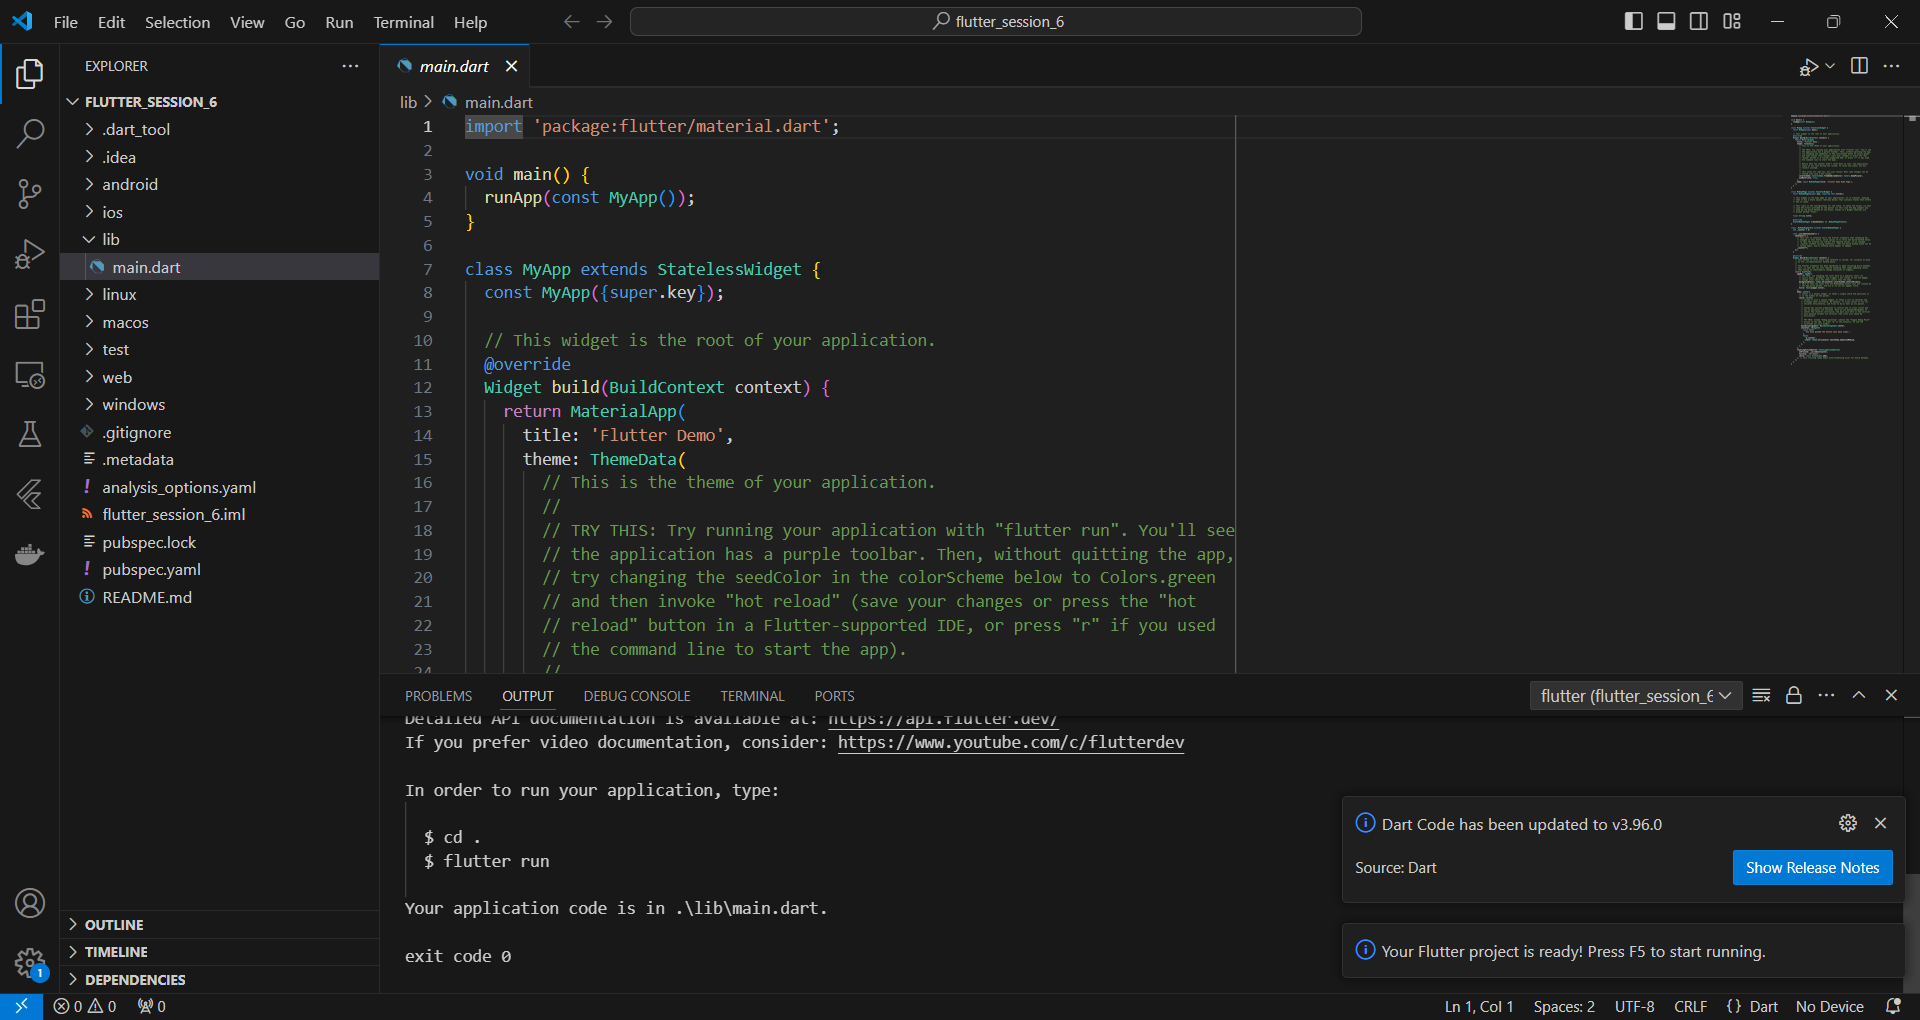 File Edit Selection View Go Run Terminal Help
flutter_session_6
EXPLORER
FLUTTER_SESSION_6
.dart_tool
.idea
android
ios
lib
main.dart
linux
macos
test
web
windows
.gitignore
.metadata
analysis_options.yaml
flutter_session_6.iml
pubspec.lock
pubspec.yaml
README.md
OUTLINE
TIMELINE
DEPENDENCIES
main.dart
lib > main.dart
1 import 'package:flutter/material.dart';
2
3 void main() {
4 runApp(const MyApp());
5 }
6
7 class MyApp extends StatelessWidget {
8 const MyApp({super.key});
9
10 // This widget is the root of your application.
11 @override
12 Widget build(BuildContext context) {
13 return MaterialApp(
14 title: 'Flutter Demo',
15 theme: ThemeData(
16 // This is the theme of your application.
17 //
18 // TRY THIS: Try running your application with "flutter run". You'll see
19 // the application has a purple toolbar. Then, without quitting the app,
20 // try changing the seedColor in the colorScheme below to Colors.green
21 // and then invoke "hot reload" (save your changes or press the "hot
22 // reload" button in a Flutter-supported IDE, or press "r" if you used
23 // the command line to start the app).
24 //
PROBLEMS OUTPUT DEBUG CONSOLE TERMINAL PORTS
flutter (flutter_session_6
Detailed API documentation is available at: https://api.flutter.dev/
If you prefer video documentation, consider: https://www.youtube.com/c/flutterdev
In order to run your application, type:
$ cd .
$ flutter run
Your application code is in .\lib\main.dart.
exit code 0
Dart Code has been updated to v3.96.0
Source: Dart
Show Release Notes
Your Flutter project is ready! Press F5 to start running.
1
0 0 0
Ln 1, Col 1 Spaces: 2 UTF-8 CRLF {} Dart No Device